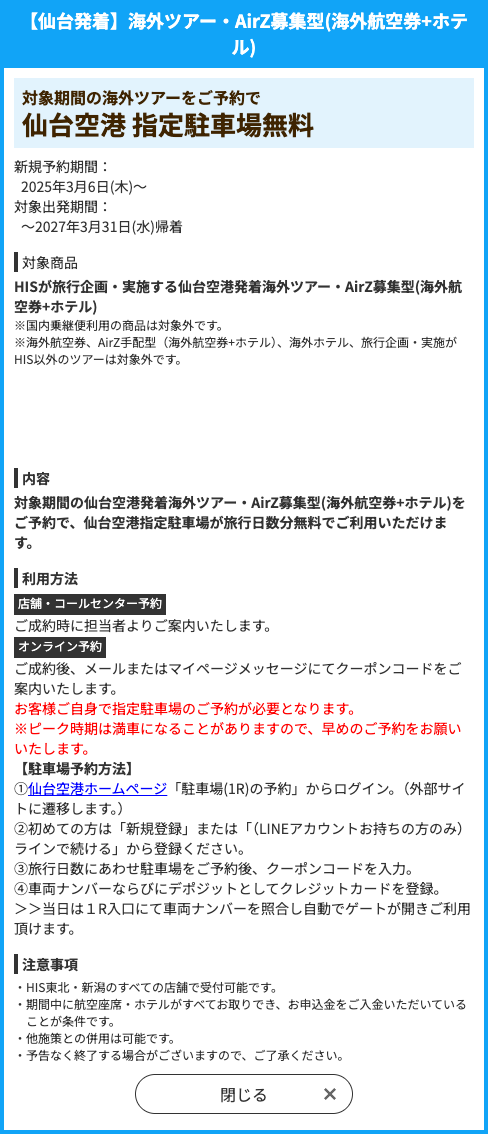 【仙台発着】海外ツアー・AirZ募集型(海外航空券+ホテ
ル)
対象期間の海外ツアーをご予約で
仙台空港 指定駐車場無料
新規予約期間：
2025年3月6日(木)～
対象出発期間：
～2027年3月31日(水)帰着
対象商品
HISが旅行企画・実施する仙台空港発着海外ツアー・AirZ募集型(海外航
空券+ホテル)
※国内乗継便利用の商品は対象外です。
※海外航空券、AirZ手配型（海外航空券+ホテル）、海外ホテル、旅行企画・実施が
HIS以外のツアーは対象外です。
内容
対象期間の仙台空港発着海外ツアー・AirZ募集型(海外航空券+ホテル)を
ご予約で、仙台空港指定駐車場が旅行日数分無料でご利用いただけま
す。
利用方法
店舗・コールセンター予約
ご成約時に担当者よりご案内いたします。
オンライン予約
ご成約後、メールまたはマイページメッセージにてクーポンコードをご
案内いたします。
お客様ご自身で指定駐車場のご予約が必要となります。
※ピーク時期は満車になることがありますので、早めのご予約をお願い
いたします。
【駐車場予約方法】
①仙台空港ホームページ「駐車場(1R)の予約」からログイン。（外部サイ
トに遷移します。）
②初めての方は「新規登録」または「（LINEアカウントお持ちの方のみ）
ラインで続ける」から登録ください。
③旅行日数にあわせ駐車場をご予約後、クーポンコードを入力。
④車両ナンバーならびにデポジットとしてクレジットカードを登録。
＞＞当日は１R入口にて車両ナンバーを照合し自動でゲートが開きご利用
頂けます。
注意事項
・HIS東北・新潟のすべての店舗で受付可能です。
・期間中に航空座席・ホテルがすべてお取りでき、お申込金をご入金いただいている
ことが条件です。
・他施策との併用は可能です。
・予告なく終了する場合がございますので、ご了承ください。
閉じる ×